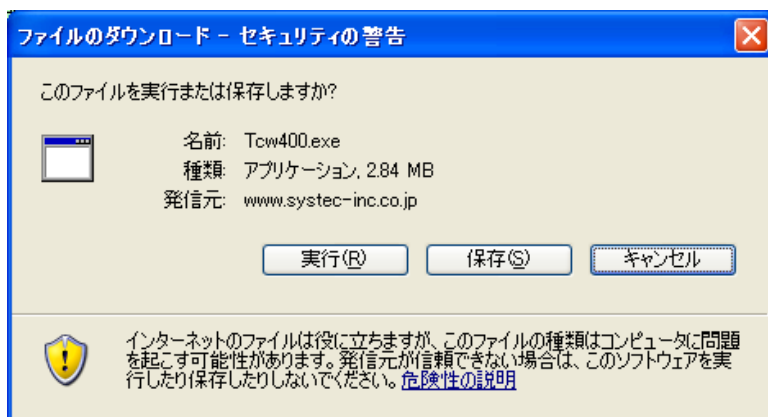 ファイルのダウンロード - セキュリティの警告
このファイルを実行または保存しますか?
名前: Tcw400.exe
種類: アプリケーション, 2.84 MB
発信元: www.systec-inc.co.jp
実行(R) 保存(S) キャンセル
インターネットのファイルは役に立ちますが、このファイルの種類はコンピュータに問題
を起こす可能性があります。発信元が信頼できない場合は、このソフトウェアを実
行したり保存したりしないでください。危険性の説明